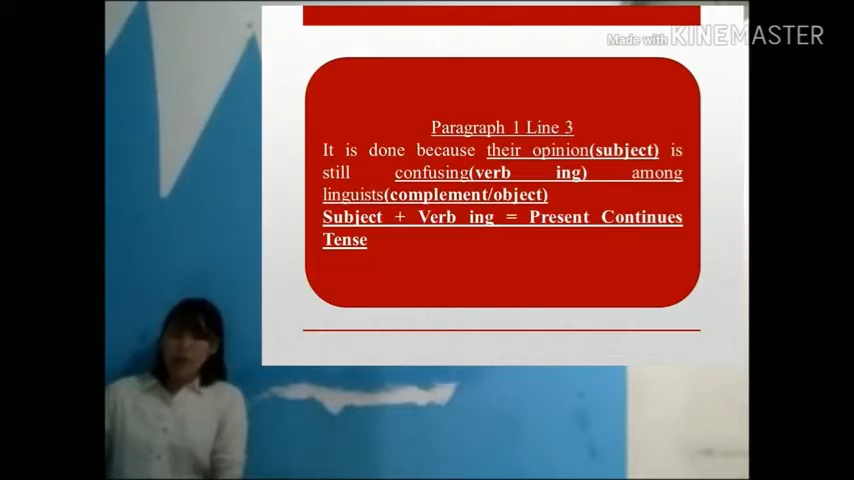 Made with KINEMASTER
Paragraph 1 Line 3
It is done because their opinion(subject) is
still confusing(verb ing) among
linguists(complement/object)
Subject + Verb ing = Present Continues
Tense